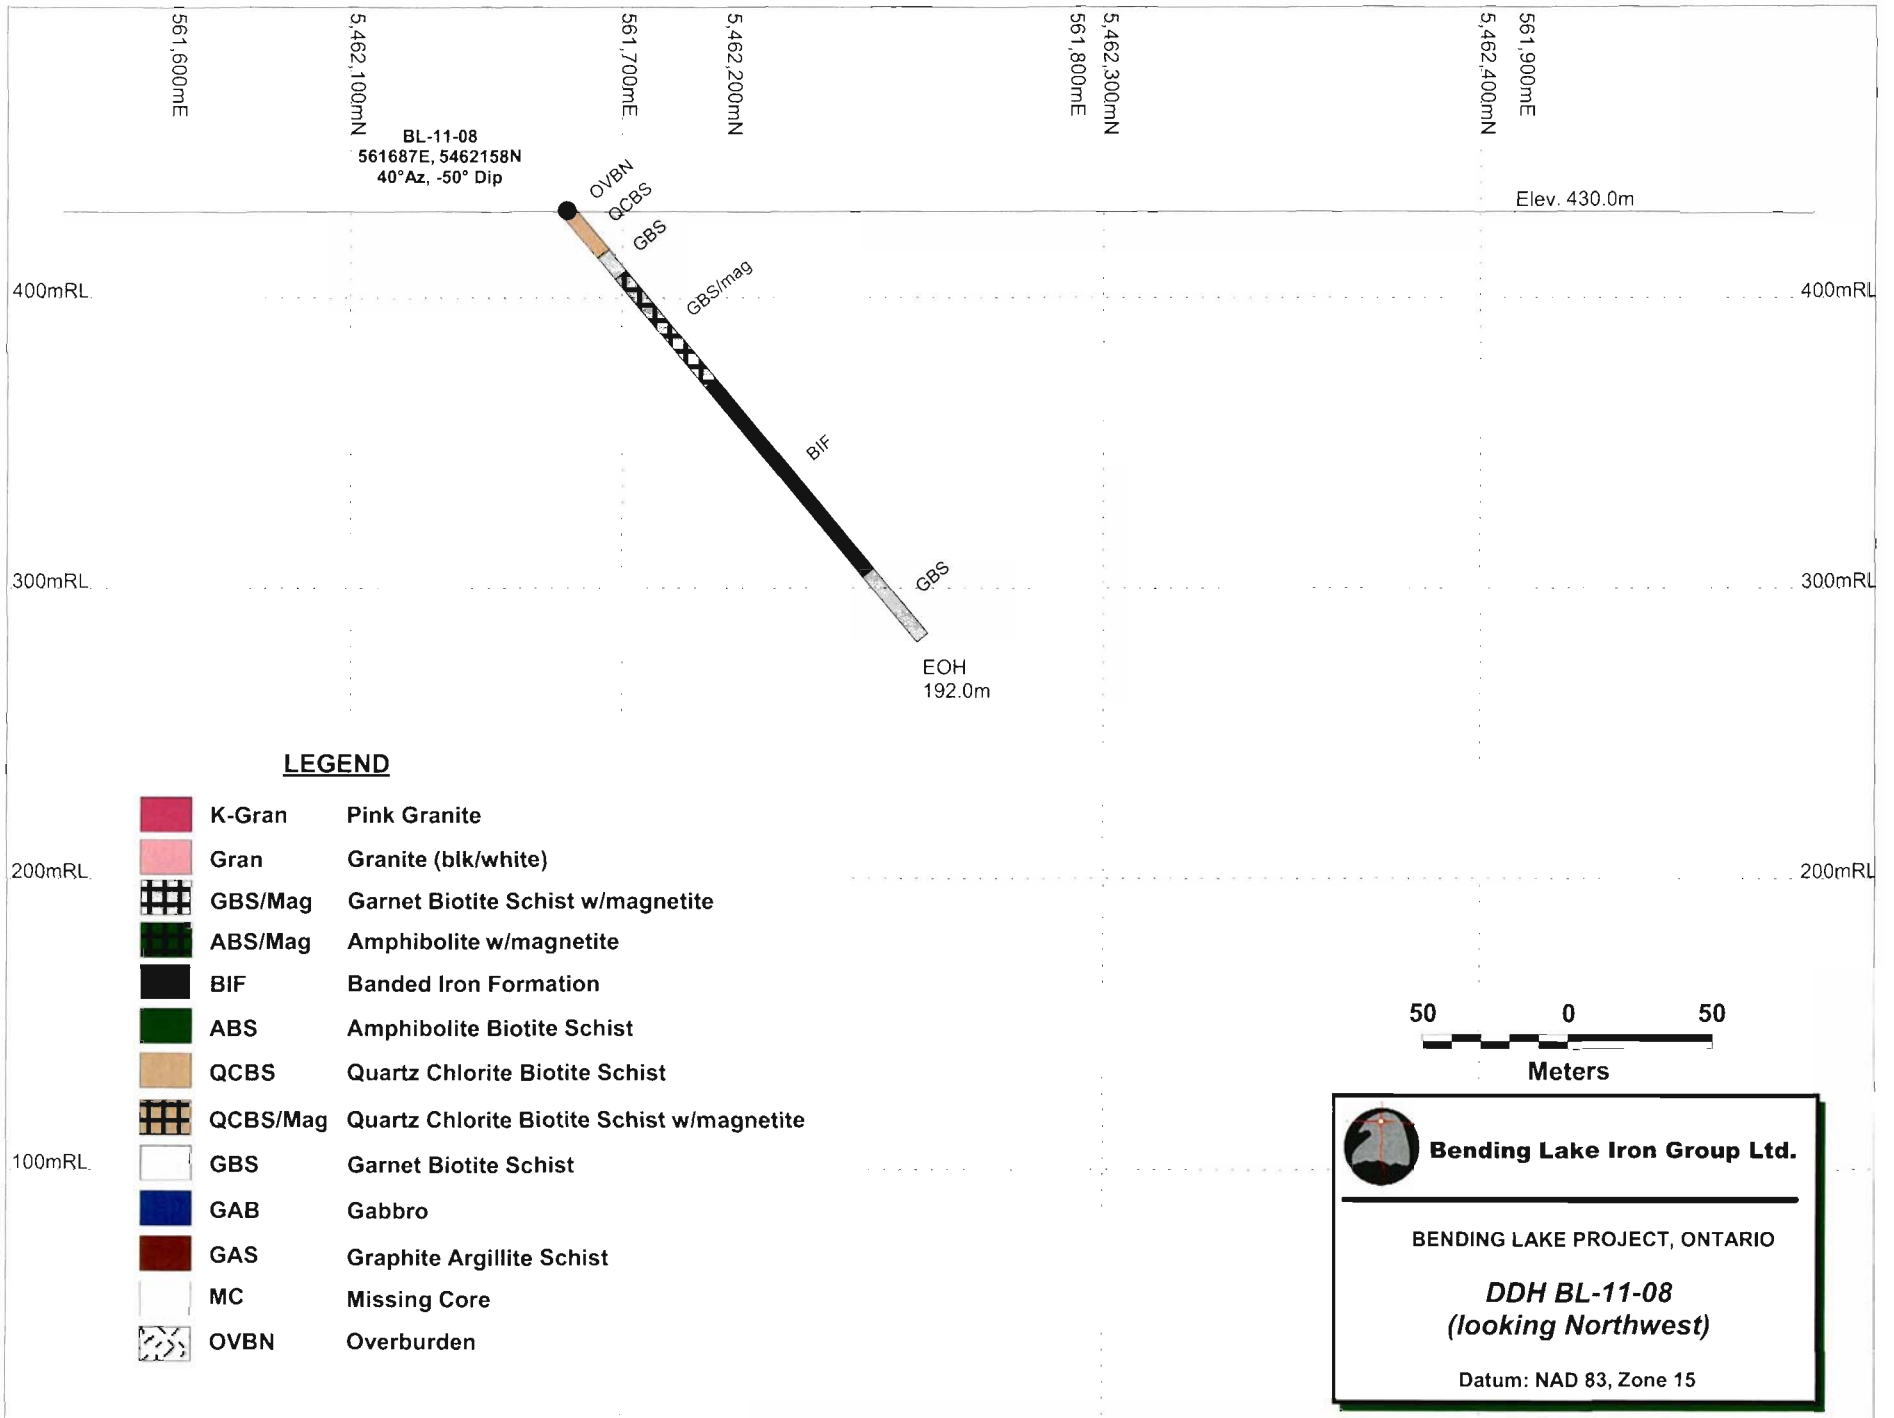 561,600mE
5,462,100mN
561,700mE
5,462,200mN
561,800mE
5,462,300mN
5,462,400mN
561,900mE
BL-11-08
561687E, 5462158N
40°Az, -50° Dip
OVBN
QCBS
GBS
GBS/mag
BIF
GBS
EOH
192.0m
Elev. 430.0m
400mRL
400mRL
300mRL
300mRL
200mRL
200mRL
100mRL
LEGEND
K-Gran Pink Granite
Gran Granite (blk/white)
GBS/Mag Garnet Biotite Schist w/magnetite
ABS/Mag Amphibolite w/magnetite
BIF Banded Iron Formation
ABS Amphibolite Biotite Schist
QCBS Quartz Chlorite Biotite Schist
QCBS/Mag Quartz Chlorite Biotite Schist w/magnetite
GBS Garnet Biotite Schist
GAB Gabbro
GAS Graphite Argillite Schist
MC Missing Core
OVBN Overburden
50 0 50
Meters
Bending Lake Iron Group Ltd.
BENDING LAKE PROJECT, ONTARIO
DDH BL-11-08
(looking Northwest)
Datum: NAD 83, Zone 15